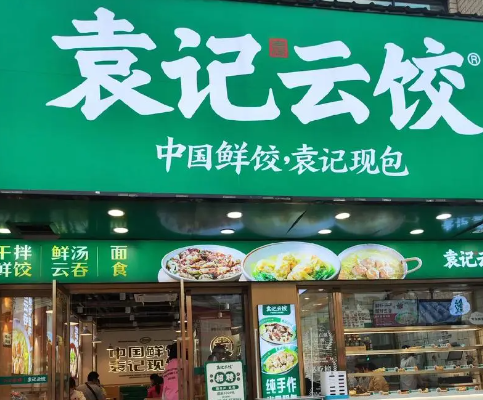 袁记云饺®
中国鲜饺,袁记现包
干拌 鲜汤 面
鲜饺 云吞 食
袁记云
中国鲜
袁记现
袁记云饺
招聘
纯手作